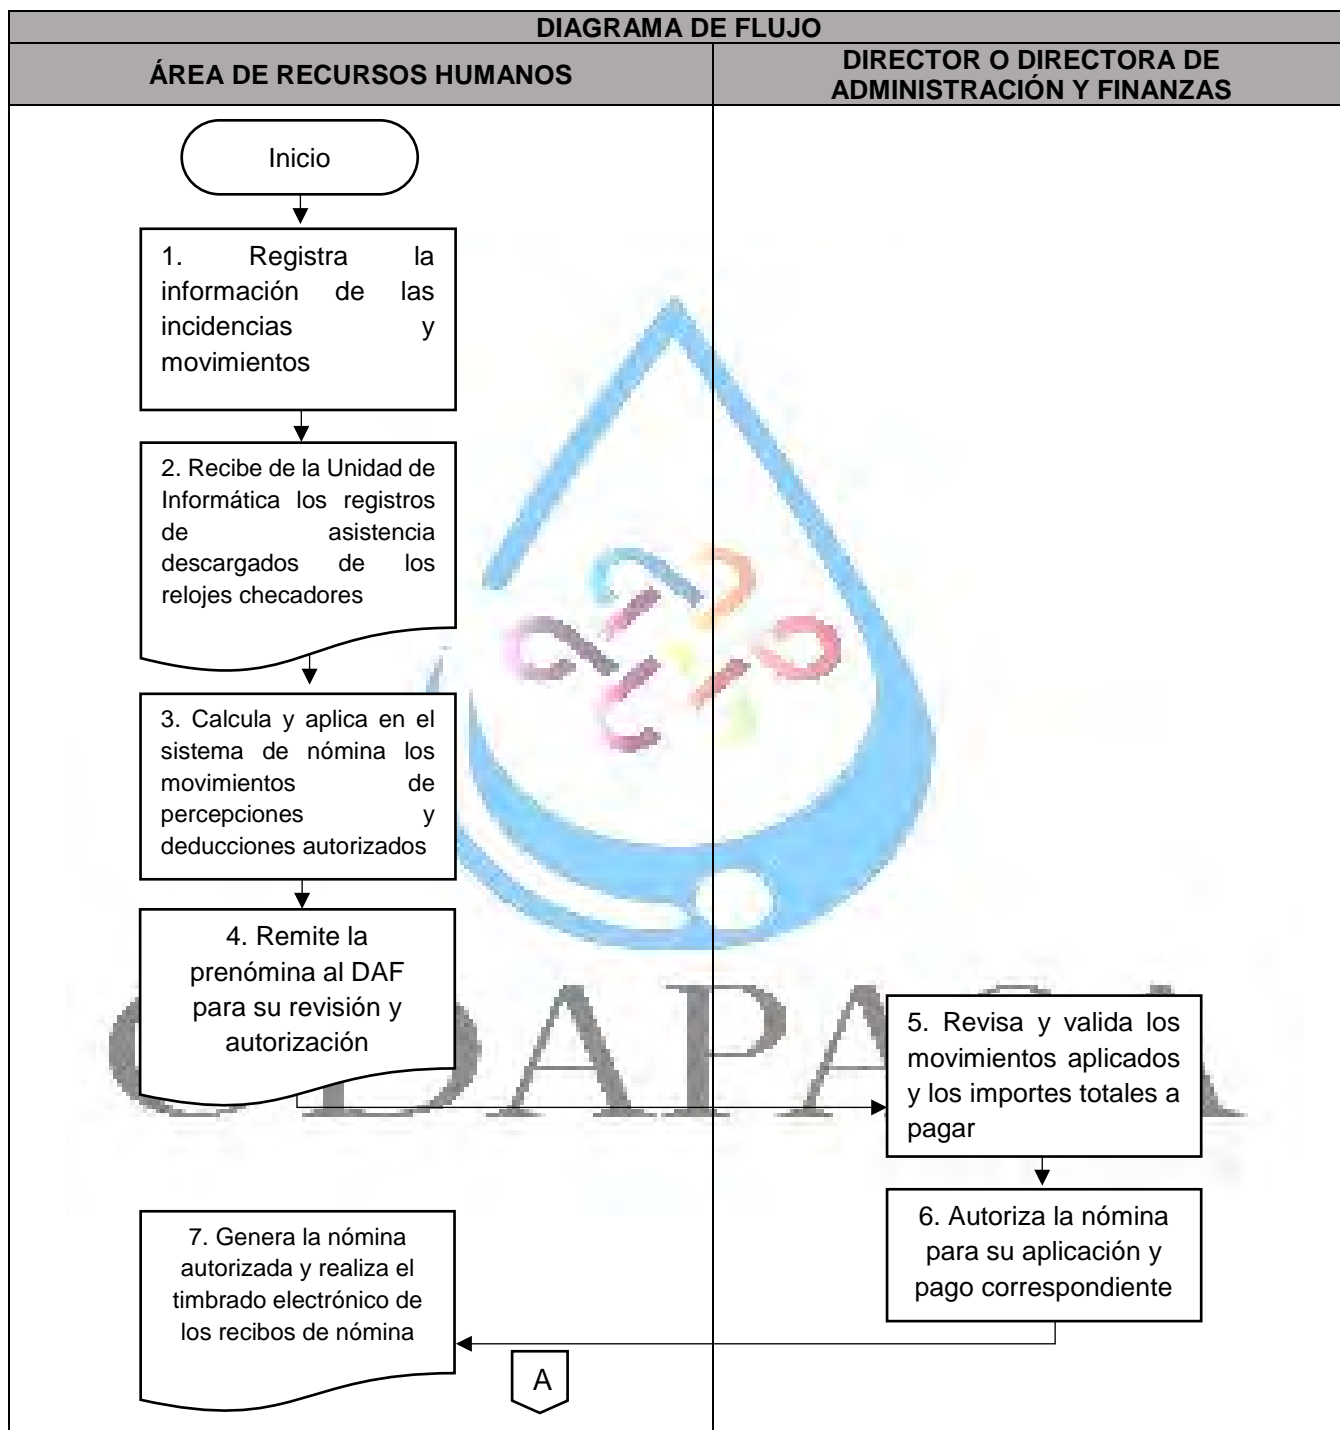 DIAGRAMA DE FLUJO
ÁREA DE RECURSOS HUMANOS
DIRECTOR O DIRECTORA DE
ADMINISTRACIÓN Y FINANZAS
Inicio
1. Registra la
información de las
incidencias y
movimientos
2. Recibe de la Unidad de
Informática los registros
de asistencia
descargados de los
relojes checadores
3. Calcula y aplica en el
sistema de nómina los
movimientos de
percepciones y
deducciones autorizados
4. Remite la
prenómina al DAF
para su revisión y
autorización
5. Revisa y valida los
movimientos aplicados
y los importes totales a
pagar
6. Autoriza la nómina
para su aplicación y
pago correspondiente
7. Genera la nómina
autorizada y realiza el
timbrado electrónico de
los recibos de nómina
A